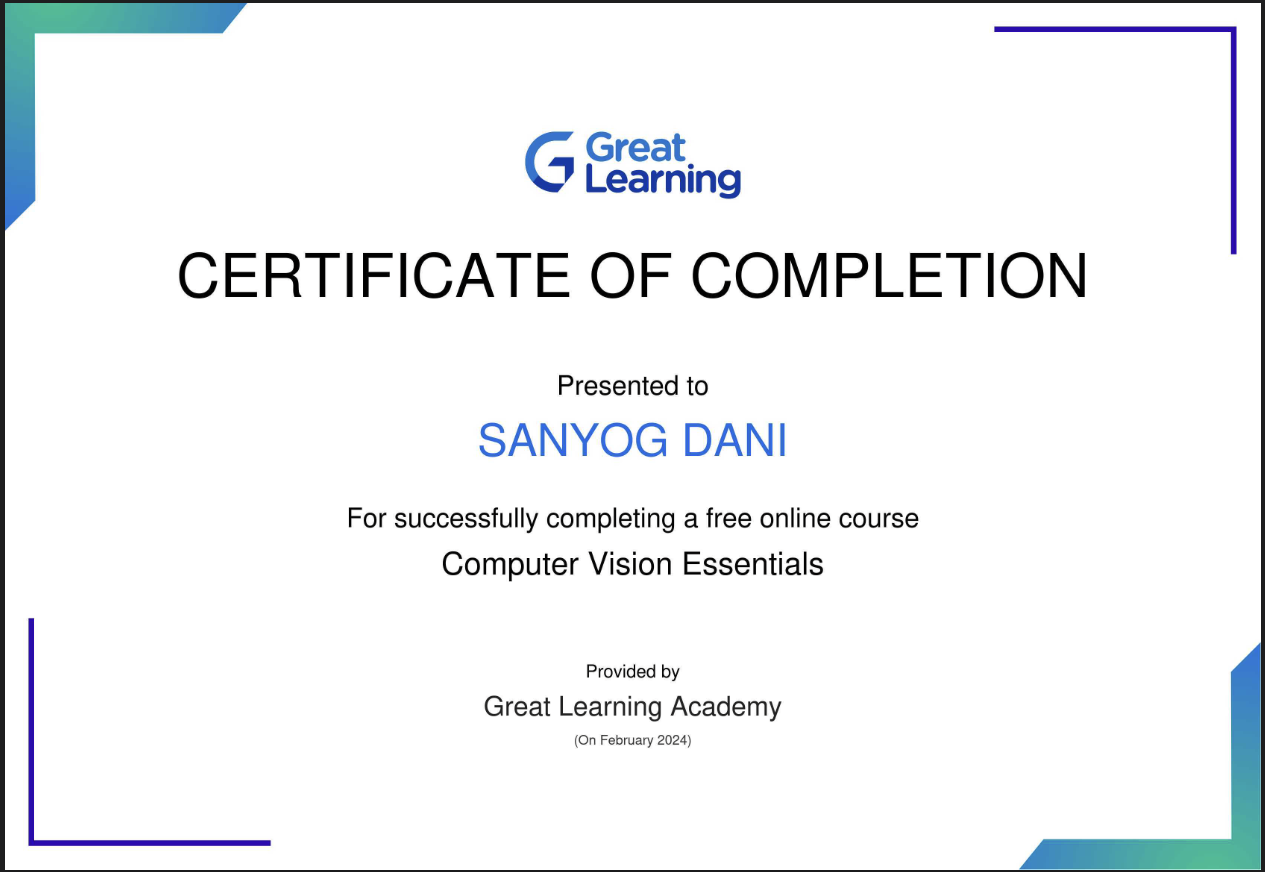 Great
Learning
CERTIFICATE OF COMPLETION
Presented to
SANYOG DANI
For successfully completing a free online course
Computer Vision Essentials
Provided by
Great Learning Academy
(On February 2024)